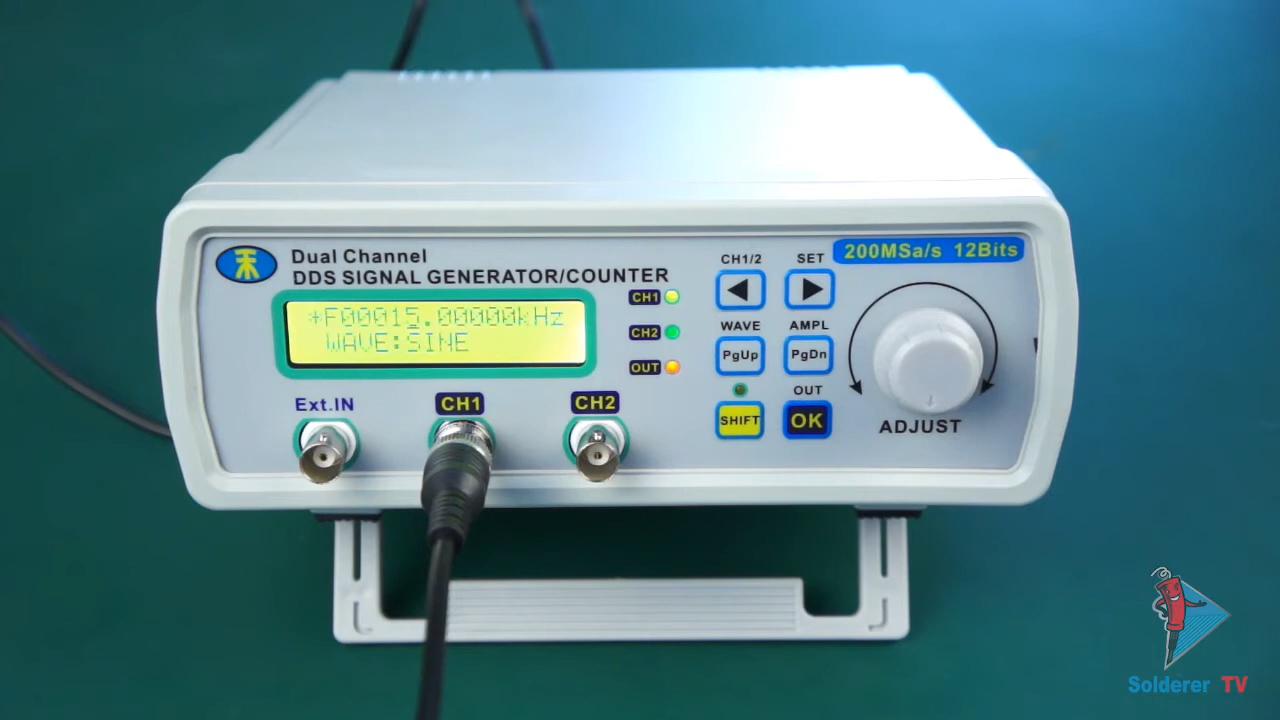 Dual Channel
DDS SIGNAL GENERATOR/COUNTER
200MSa/s 12Bits
*F00015.00000kHz
WAVE:SINE
CH1
CH2
OUT
CH1/2
SET
WAVE
AMPL
PgUp
PgDn
OUT
SHIFT
OK
ADJUST
Ext.IN
CH1
CH2
Solderer TV